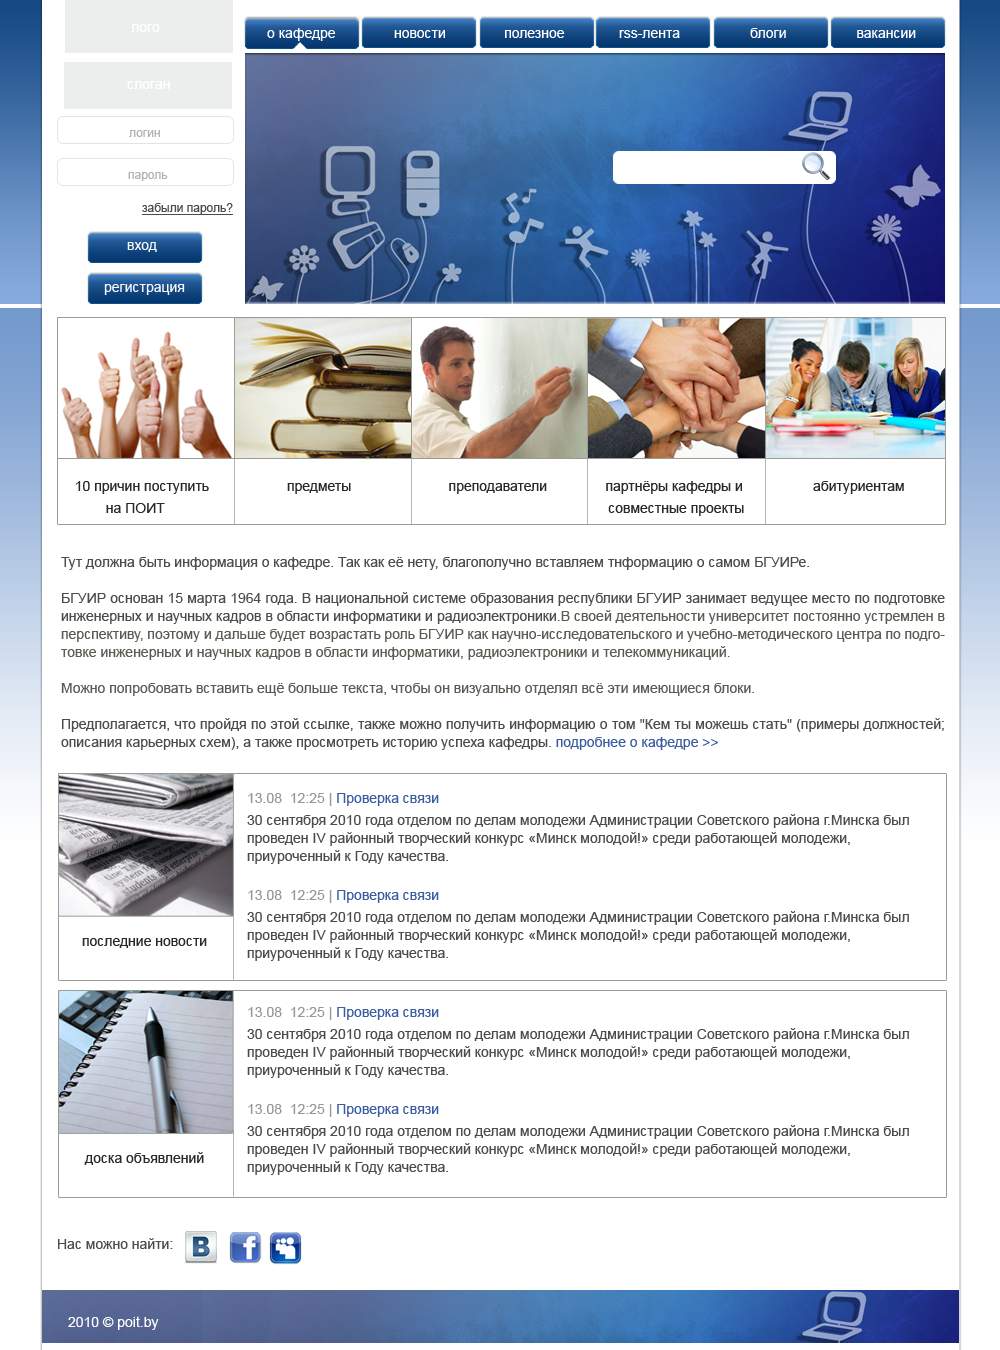 лого
слоган
логин
пароль
забыли пароль?
вход
регистрация
о кафедре
новости
полезное
rss-лента
блоги
вакансии
10 причин поступить
на ПОИТ
предметы
преподаватели
партнёры кафедры и
совместные проекты
абитуриентам
Тут должна быть информация о кафедре. Так как её нету, благополучно вставляем тнформацию о самом БГУИРе.
БГУИР основан 15 марта 1964 года. В национальной системе образования республики БГУИР занимает ведущее место по подготовке
инженерных и научных кадров в области информатики и радиоэлектроники.В своей деятельности университет постоянно устремлен в
перспективу, поэтому и дальше будет возрастать роль БГУИР как научно-исследовательского и учебно-методического центра по подго-
товке инженерных и научных кадров в области информатики, радиоэлектроники и телекоммуникаций.
Можно попробовать вставить ещё больше текста, чтобы он визуально отделял всё эти имеющиеся блоки.
Предполагается, что пройдя по этой ссылке, также можно получить информацию о том "Кем ты можешь стать" (примеры должностей;
описания карьерных схем), а также просмотреть историю успеха кафедры. подробнее о кафедре >>
13.08 12:25 | Проверка связи
30 сентября 2010 года отделом по делам молодежи Администрации Советского района г.Минска был
проведен IV районный творческий конкурс «Минск молодой!» среди работающей молодежи,
приуроченный к Году качества.
13.08 12:25 | Проверка связи
30 сентября 2010 года отделом по делам молодежи Администрации Советского района г.Минска был
проведен IV районный творческий конкурс «Минск молодой!» среди работающей молодежи,
приуроченный к Году качества.
последние новости
13.08 12:25 | Проверка связи
30 сентября 2010 года отделом по делам молодежи Администрации Советского района г.Минска был
проведен IV районный творческий конкурс «Минск молодой!» среди работающей молодежи,
приуроченный к Году качества.
13.08 12:25 | Проверка связи
30 сентября 2010 года отделом по делам молодежи Администрации Советского района г.Минска был
проведен IV районный творческий конкурс «Минск молодой!» среди работающей молодежи,
приуроченный к Году качества.
доска объявлений
Нас можно найти:
В f
2010 © poit.by